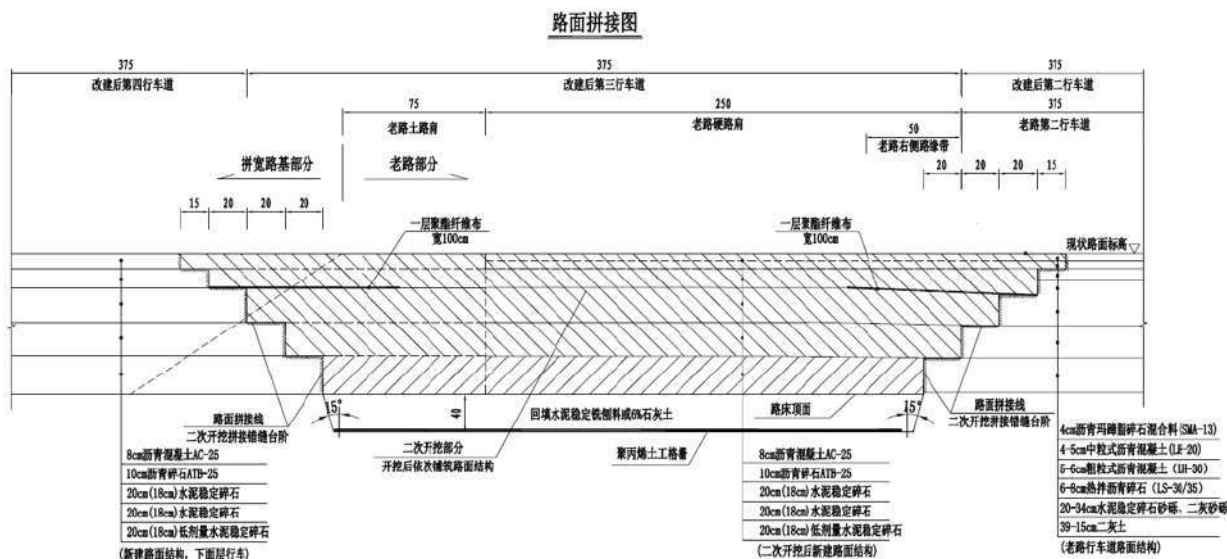 路面拼接图
375
375
375
改建后第四行车道
改建后第三行车道
改建后第二行车道
75
250
375
老路土路肩
老路硬路肩
老路第二行车道
50
老路右侧路缘带
拼宽路基部分
老路部分
20 20 20 15
15 20 20 20
一层聚酯纤维布
宽100cm
一层聚酯纤维布
宽100cm
现状路面标高
路面拼接线
二次开挖拼接错缝台阶
15°
40
回填水泥稳定铣刨料或6%石灰土
路床顶面
15°
路面拼接线
二次开挖拼接错缝台阶
二次开挖部分
开挖后依次铺筑路面结构
聚丙烯土工格栅
8cm沥青混凝土AC-25
10cm沥青碎石ATB-25
20cm(18cm)水泥稳定碎石
20cm(18cm)水泥稳定碎石
20cm(18cm)低剂量水泥稳定碎石
(新建路面结构，下面层行车)
8cm沥青混凝土AC-25
10cm沥青碎石ATB-25
20cm(18cm)水泥稳定碎石
20cm(18cm)水泥稳定碎石
20cm(18cm)低剂量水泥稳定碎石
(二次开挖后新建路面结构)
4cm沥青玛蹄脂碎石混合料(SMA-13)
4-5cm中粒式沥青混凝土(LH-20)
5-6cm粗粒式沥青混凝土（LH-30）
6-8cm热拌沥青碎石（LS-30/35）
20-34cm水泥稳定碎石砂砾、二灰砂砾
39-15cm二灰土
(老路行车道路面结构)